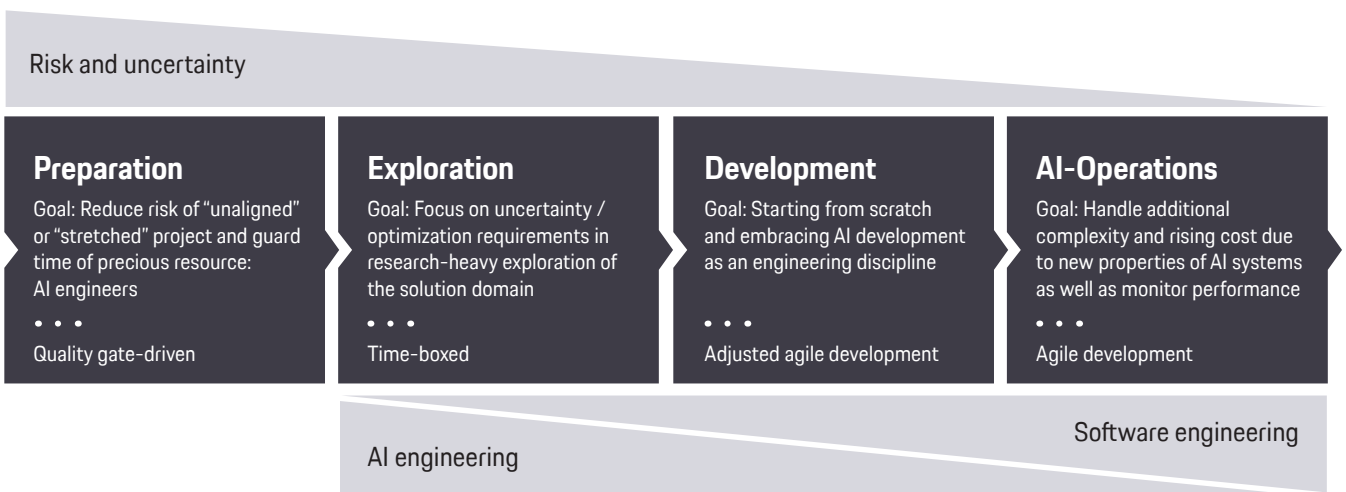 Risk and uncertainty
Preparation
Goal: Reduce risk of “unaligned”
or “stretched” project and guard
time of precious resource:
AI engineers
• • •
Quality gate-driven
Exploration
Goal: Focus on uncertainty /
optimization requirements in
research-heavy exploration of
the solution domain
• • •
Time-boxed
Development
Goal: Starting from scratch
and embracing AI development
as an engineering discipline
• • •
Adjusted agile development
AI-Operations
Goal: Handle additional
complexity and rising cost due
to new properties of AI systems
as well as monitor performance
• • •
Agile development
AI engineering
Software engineering